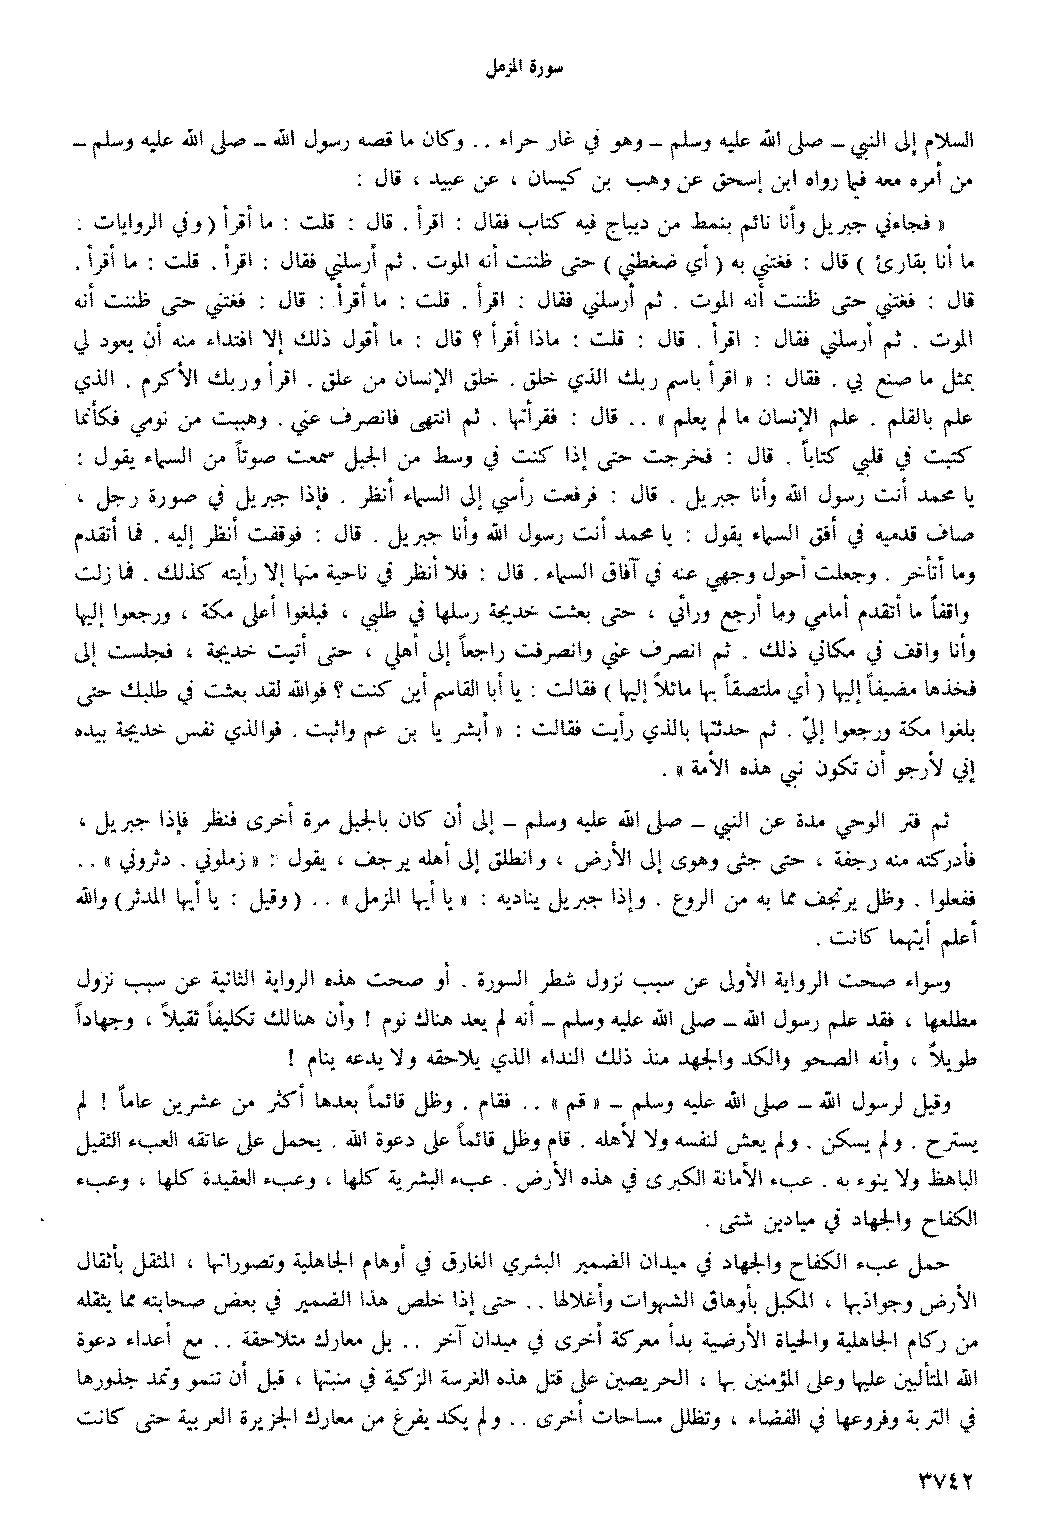 سورة المزمل
السلام إلى النبي ــ صلى الله عليه وسلم ــ وهو في غار حراء .. وكان ما قصه رسول الله ــ صلى الله عليه وسلم ــ
من أمره معه فيما رواه ابن إسحق عن وهب بن كيسان ، عن عبيد ، قال :
« فجاءني جبريل وأنا نائم بنمط من ديباج فيه كتاب فقال : اقرأ . قال : قلت : ما أقرأ ( وفي الروايات :
ما أنا بقارئ ) قال : فغتني به ( أي ضغطني ) حتى ظننت أنه الموت . ثم أرسلني فقال : اقرأ . قلت : ما أقرأ .
قال : فغتني حتى ظننت أنه الموت . ثم أرسلني فقال : اقرأ . قلت : ما أقرأ : قال : فغتني حتى ظننت أنه
الموت . ثم أرسلني فقال : اقرأ . قال : قلت : ماذا أقرأ ؟ قال : ما أقول ذلك إلا افتداء منه أن يعود لي
بمثل ما صنع بي . فقال : « اقرأ باسم ربك الذي خلق . خلق الإنسان من علق . اقرأ وربك الأكرم . الذي
علم بالقلم . علم الإنسان ما لم يعلم » .. قال : فقرأتها . ثم انتهى فانصرف عني . وهببت من نومي فكأنما
كتبت في قلبي كتاباً . قال : فخرجت حتى إذا كنت في وسط من الجبل سمعت صوتاً من السماء يقول :
يا محمد أنت رسول الله وأنا جبريل . قال : فرفعت رأسي إلى السماء أنظر . فإذا جبريل في صورة رجل ،
صاف قدميه في أفق السماء يقول : يا محمد أنت رسول الله وأنا جبريل . قال : فوقفت أنظر إليه . فما أتقدم
وما أتأخر . وجعلت أحول وجهي عنه في آفاق السماء . قال : فلا أنظر في ناحية منها إلا رأيته كذلك . فما زلت
واقفاً ما أتقدم أمامي وما أرجع ورائي ، حتى بعثت خديجة رسلها في طلبي ، فبلغوا أعلى مكة ، ورجعوا إليها
وأنا واقف في مكاني ذلك . ثم انصرف عني وانصرفت راجعاً إلى أهلي ، حتى أتيت خديجة ، فجلست إلى
فخذها مضيفاً إليها ( أي ملتصقاً بها مائلاً إليها ) فقالت : يا أبا القاسم أين كنت ؟ فوالله لقد بعثت في طلبك حتى
بلغوا مكة ورجعوا إليّ . ثم حدثتها بالذي رأيت فقالت : « أبشر يا بن عم واثبت . فوالذي نفس خديجة بيده
إني لأرجو أن تكون نبي هذه الأمة » .
ثم فتر الوحي مدة عن النبي ــ صلى الله عليه وسلم ــ إلى أن كان بالجبل مرة أخرى فنظر فإذا جبريل ،
فأدركته منه رجفة ، حتى جثى وهوى إلى الأرض ، وانطلق إلى أهله يرجف ، يقول : « زملوني . دثروني » ..
ففعلوا . وظل يرتجف مما به من الروع . وإذا جبريل يناديه : « يا أيها المزمل » .. ( وقيل : يا أيها المدثر ) والله
أعلم أيتهما كانت .
وسواء صحت الرواية الأولى عن سبب نزول شطر السورة . أو صحت هذه الرواية الثانية عن سبب نزول
مطلعها ، فقد علم رسول الله ــ صلى الله عليه وسلم ــ أنه لم يعد هناك نوم ! وأن هنالك تكليفاً ثقيلاً ، وجهاداً
طويلاً ، وأنه الصحو والكد والجهد منذ ذلك النداء الذي يلاحقه ولا يدعه ينام !
وقيل لرسول الله ــ صلى الله عليه وسلم ــ « قم » .. فقام . وظل قائماً بعدها أكثر من عشرين عاماً ! لم
يسترح . ولم يسكن . ولم يعش لنفسه ولا لأهله . قام وظل قائماً على دعوة الله . يحمل على عاتقه العبء الثقيل
الباهظ ولا ينوء به . عبء الأمانة الكبرى في هذه الأرض . عبء البشرية كلها ، وعبء العقيدة كلها ، وعبء
الكفاح والجهاد في ميادين شتى .
حمل عبء الكفاح والجهاد في ميدان الضمير البشري الغارق في أوهام الجاهلية وتصوراتها ، المثقل بأثقال
الأرض وجواذبها ، المكبل بأوهاق الشهوات وأغلالها .. حتى إذا خلص هذا الضمير في بعض صحابته مما يثقله
من ركام الجاهلية والحياة الأرضية بدأ معركة أخرى في ميدان آخر .. بل معارك متلاحقة .. مع أعداء دعوة
الله المتألبين عليها وعلى المؤمنين بها ، الحريصين على قتل هذه الغرسة الزكية في منبتها ، قبل أن تنمو وتمد جذورها
في التربة وفروعها في الفضاء ، وتظلل مساحات أخرى .. ولم يكد يفرغ من معارك الجزيرة العربية حتى كانت
٣٧٤٢